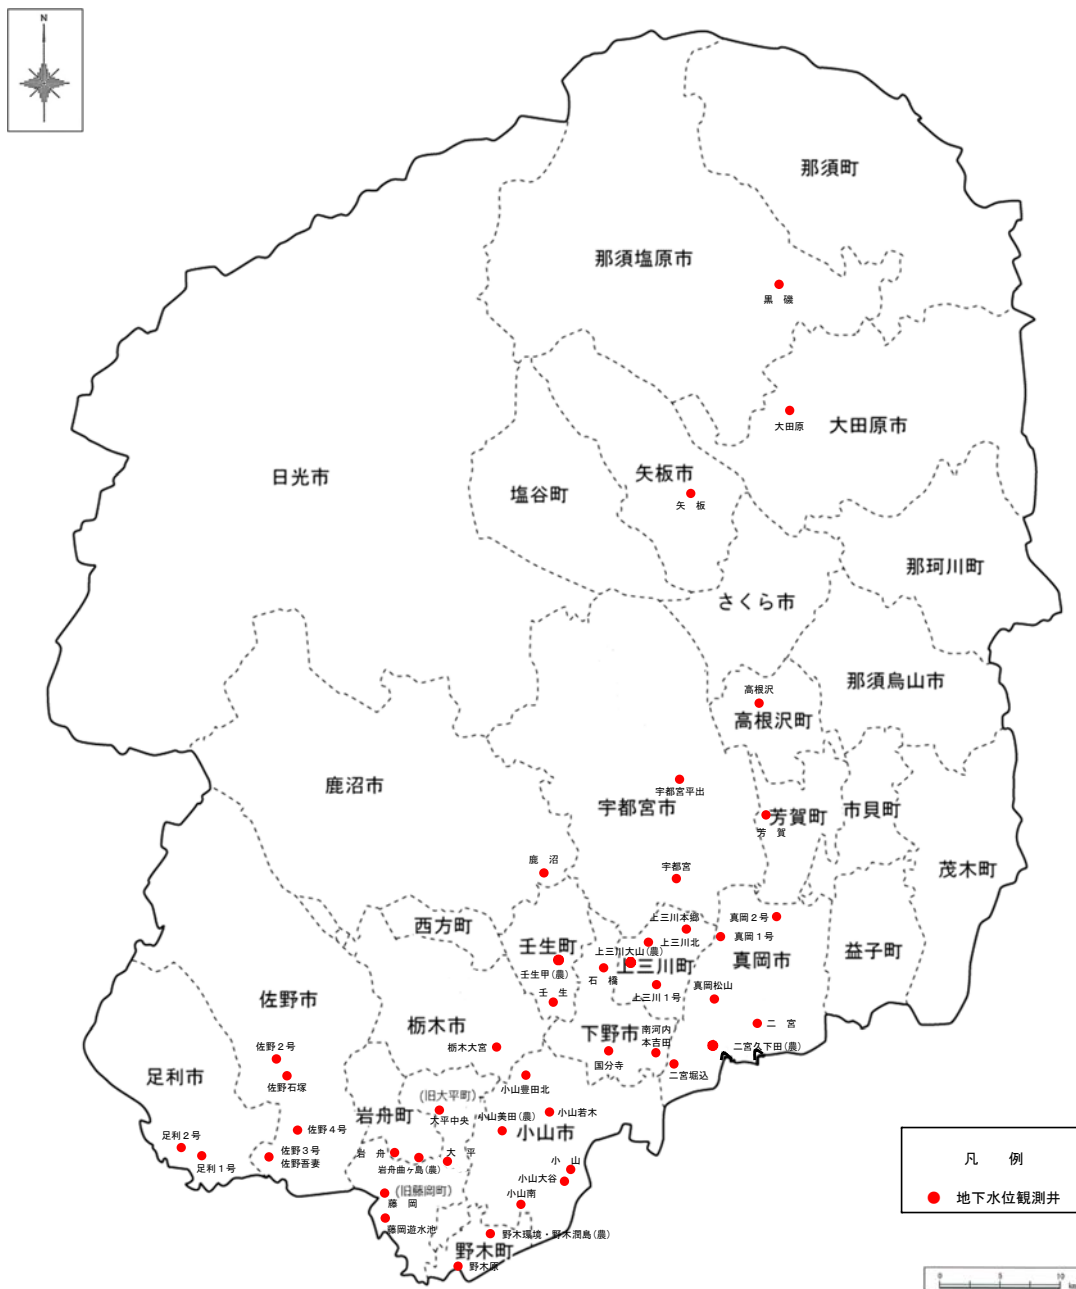 N
那須町
那須塩原市
黒　磯
大田原
大田原市
矢板市
矢　板
日光市
塩谷町
那珂川町
さくら市
那須烏山市
高根沢
高根沢町
鹿沼市
宇都宮平出
宇都宮市
芳賀町
芳　賀
市貝町
茂木町
鹿　沼
宇都宮
西方町
壬生町
壬生甲(農)
壬　生
上三川本郷
上三川北
上三川大山(農)
上三川町
石　橋
上三川１号
真岡２号
真岡１号
真岡市
真岡松山
益子町
二　宮
二宮久下田(農)
二宮堀込
佐野市
栃木市
栃木大宮
下野市
南河内
本吉田
国分寺
佐野２号
佐野石塚
足利市
小山豊田北
(旧大平町)
岩舟町
大平中央
小山美田(農)
小山若木
小山市
佐野４号
足利２号
足利１号
佐野３号
佐野吾妻
岩　舟
岩舟曲ヶ島(農)
大　平
小　山
小山大谷
(旧藤岡町)
藤　岡
小山南
藤岡遊水池
野木環境・野木潤島(農)
野木町
野木原
凡　例
地下水位観測井
0 5 10
km